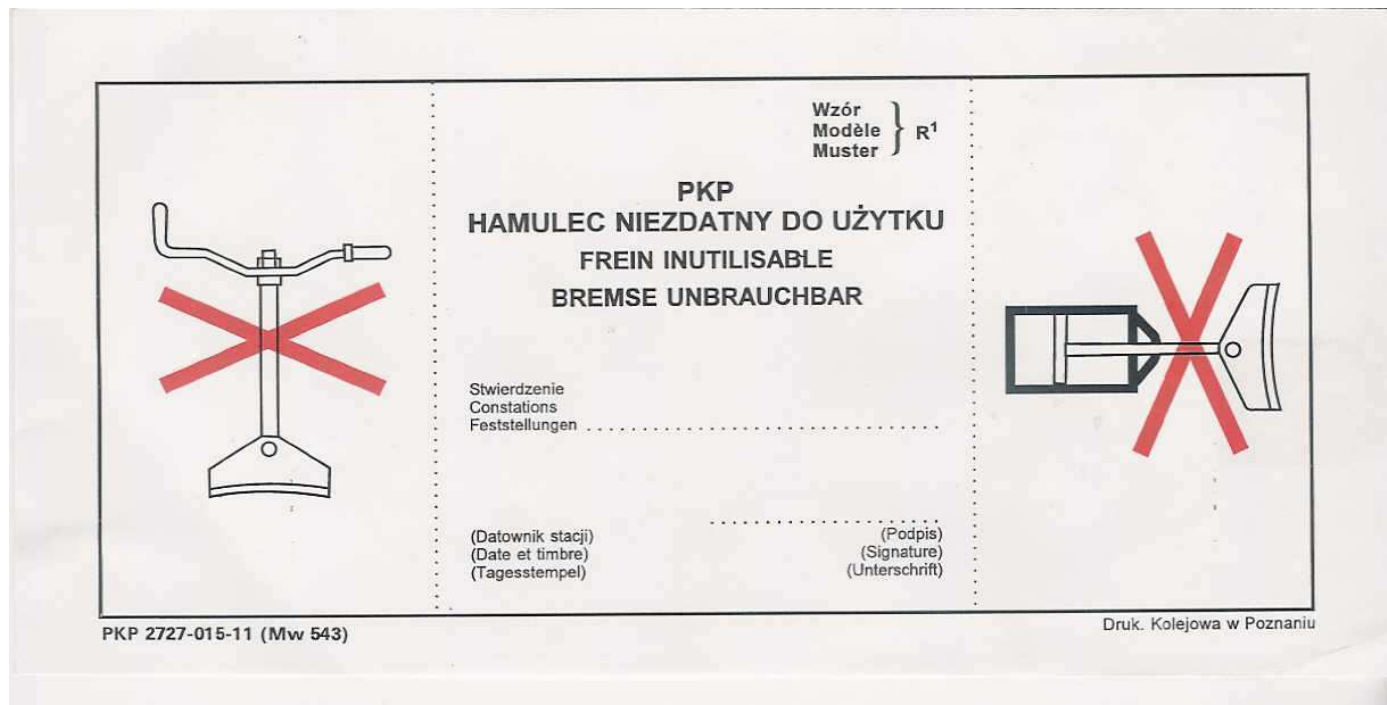 Wzór
Modèle
Muster
R¹
PKP
HAMULEC NIEZDATNY DO UŻYTKU
FREIN INUTILISABLE
BREMSE UNBRAUCHBAR
Stwierdzenie
Constations
Feststellungen ........................................
(Datownik stacji)
(Date et timbre)
(Tagesstempel)
..........................
(Podpis)
(Signature)
(Unterschrift)
PKP 2727-015-11 (Mw 543)
Druk. Kolejowa w Poznaniu